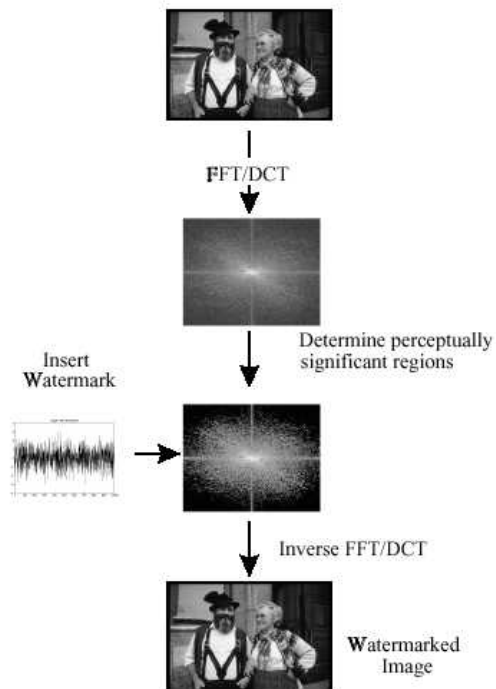 FFT/DCT
Determine perceptually
significant regions
Insert
Watermark
Inverse FFT/DCT
Watermarked
Image